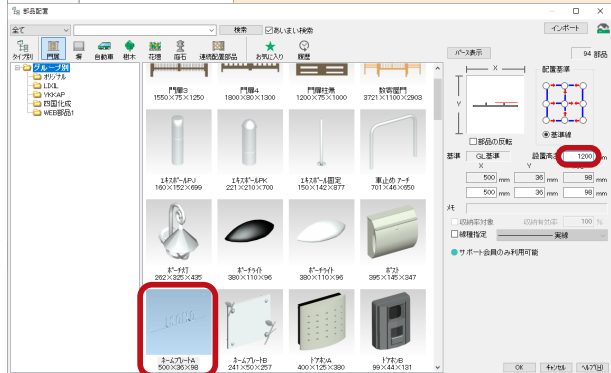 部品配置
全て
検索
あいまい検索
インポート
タイプ別
門扉
塀
自動車
樹木
花壇
庭石
連続配置部品
お気に入り
履歴
パース表示
94 部品
グループ別
オリジナル
LIXIL
YKKAP
四国化成
WEB部品1
門扉3
1550×75×1250
門扉4
1800×80×1300
門扉柱無
1200×75×1000
数寄屋門
3721×1100×2903
エキスポールPJ
160×152×699
エキスポールPK
221×210×700
エキスポール固定
150×142×877
車止めアーチ
701×46×650
ポーチ灯
262×325×435
ポーチライト
380×110×96
ポーチライト
380×110×96
ポスト
395×145×347
ネームプレートA
500×36×98
ネームプレートB
241×50×257
ドアホンA
400×125×380
ドアホンB
99×44×131
X
Y
配置基準
基準線
部品の反転
基準 GL基準
設置高さ 1200 mm
X Y
500 mm 36 mm 98 mm
500 mm 36 mm 98 mm
メモ
収納率対象 収納有効率 100 %
線種指定 実線
サポート会員のみ利用可能
OK キャンセル ヘルプ(H)